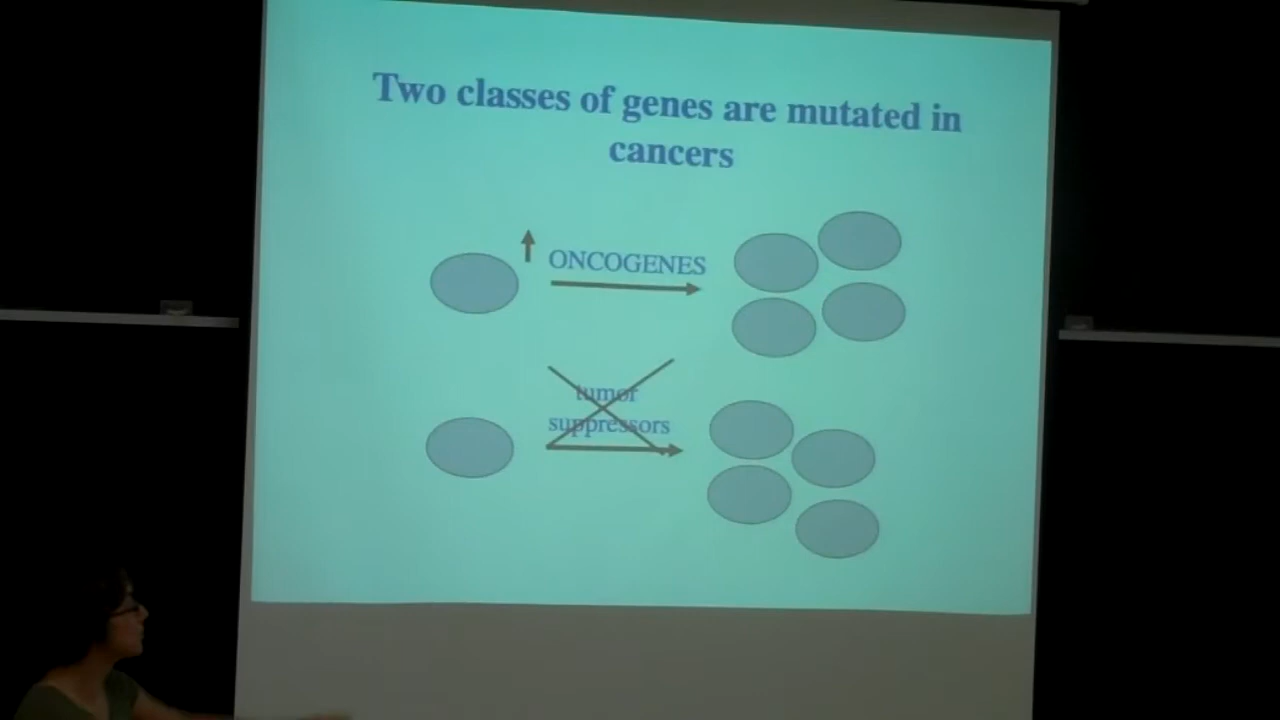 Two classes of genes are mutated in
cancers
ONCOGENES
tumor
suppressors